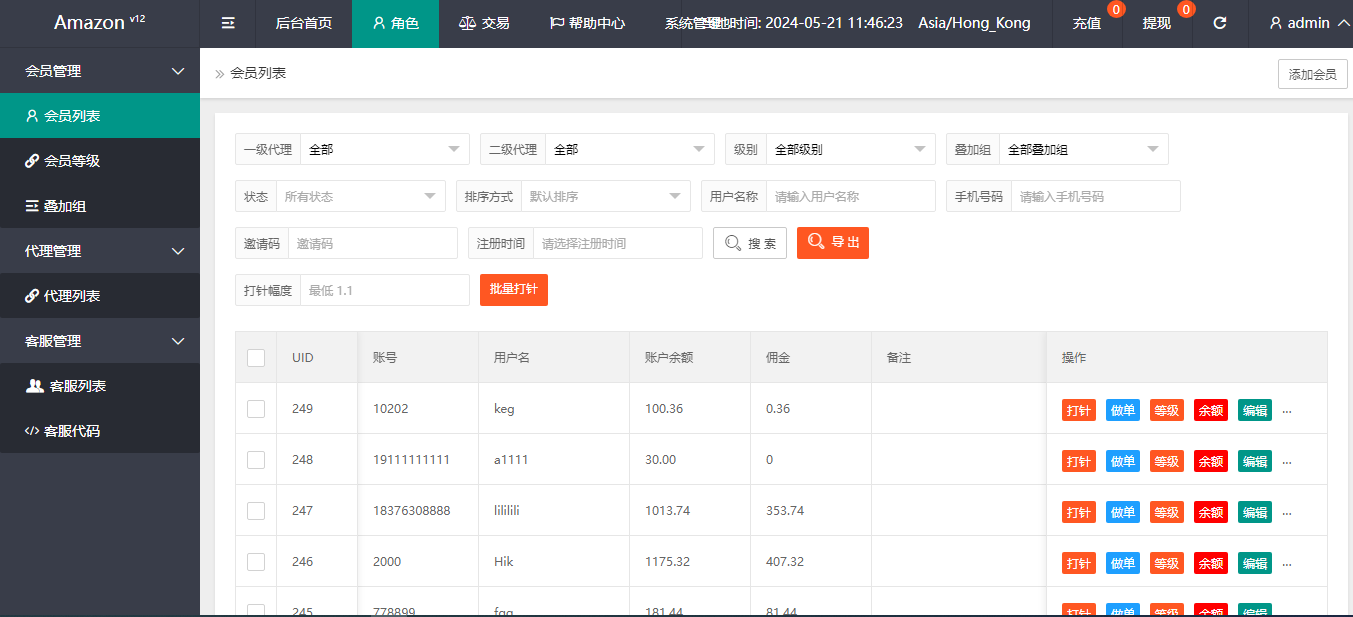 Amazon v12
后台首页 角色 交易 帮助中心 系统管理 地时间: 2024-05-21 11:46:23 Asia/Hong_Kong 充值 0 提现 0 admin
会员管理
会员列表
会员等级
叠加组
代理管理
代理列表
客服管理
客服列表
客服代码
会员列表 添加会员
一级代理 全部 二级代理 全部 级别 全部级别 叠加组 全部叠加组
状态 所有状态 排序方式 默认排序 用户名称 请输入用户名称 手机号码 请输入手机号码
邀请码 邀请码 注册时间 请选择注册时间 搜 索 导 出
打针幅度 最低 1.1 批量打针
UID 账号 用户名 账户余额 佣金 备注 操作
249 10202 keg 100.36 0.36 打针 做单 等级 余额 编辑 ...
248 19111111111 a1111 30.00 0 打针 做单 等级 余额 编辑 ...
247 18376308888 lililili 1013.74 353.74 打针 做单 等级 余额 编辑 ...
246 2000 Hik 1175.32 407.32 打针 做单 等级 余额 编辑 ...
245 778899 181.44 81.44 打针 做单 等级 余额 编辑